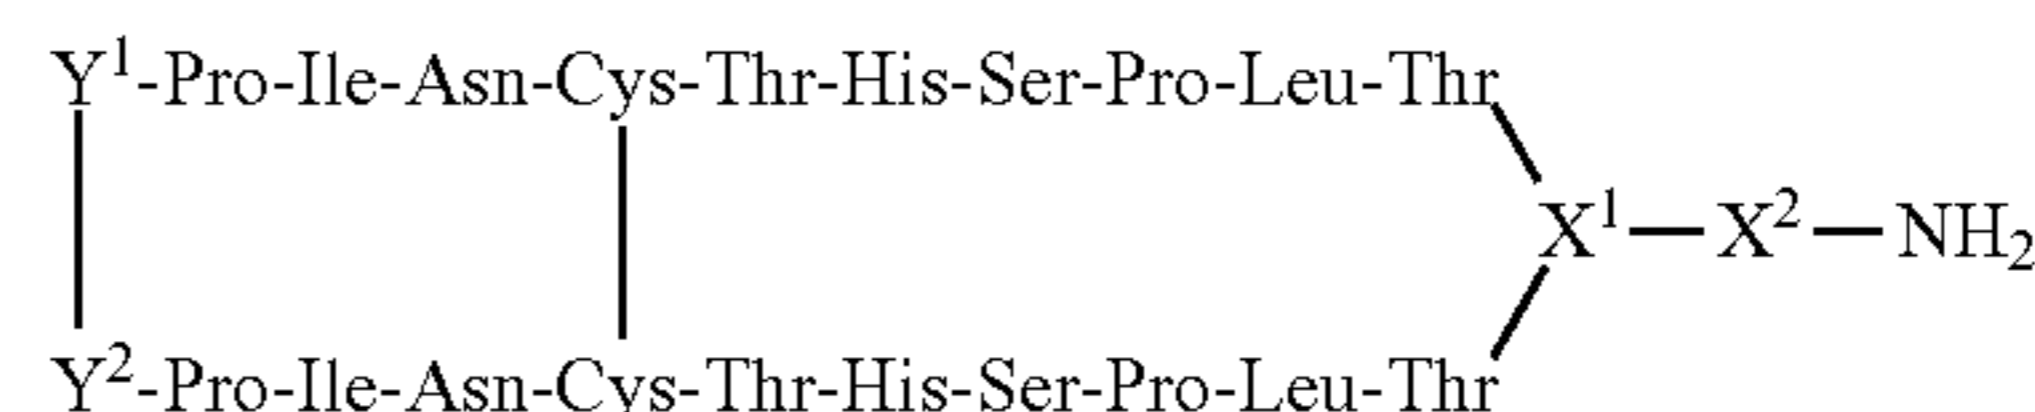 Y¹-Pro-Ile-Asn-Cys-Thr-His-Ser-Pro-Leu-Thr
X¹—X²—NH₂
Y²-Pro-Ile-Asn-Cys-Thr-His-Ser-Pro-Leu-Thr